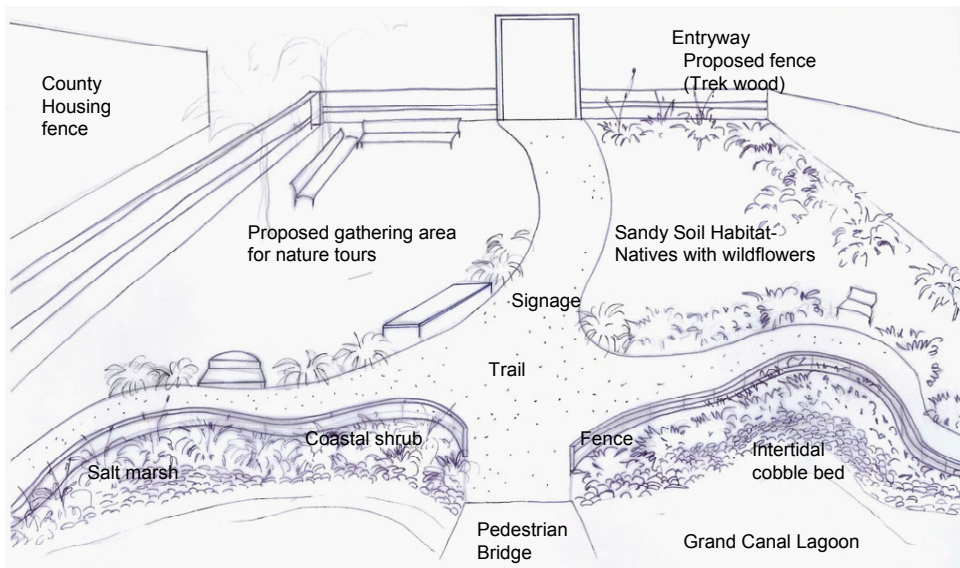 Entryway
Proposed fence
(Trek wood)
County
Housing
fence
Proposed gathering area
for nature tours
Sandy Soil Habitat-
Natives with wildflowers
Signage
Trail
Coastal shrub
Fence
Salt marsh
Intertidal
cobble bed
Pedestrian
Bridge
Grand Canal Lagoon